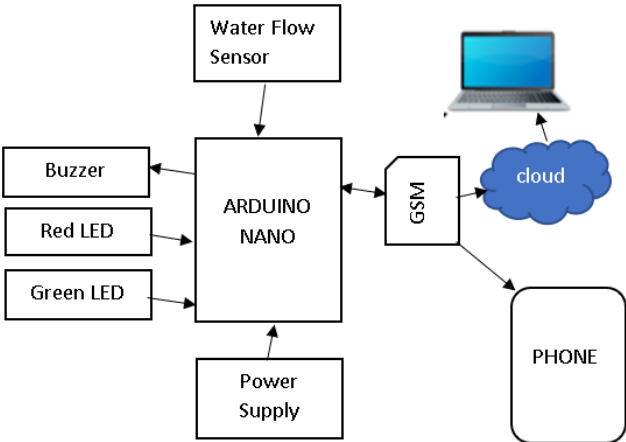 Water Flow
Sensor
Buzzer
Red LED
Green LED
ARDUINO
NANO
GSM
cloud
PHONE
Power
Supply